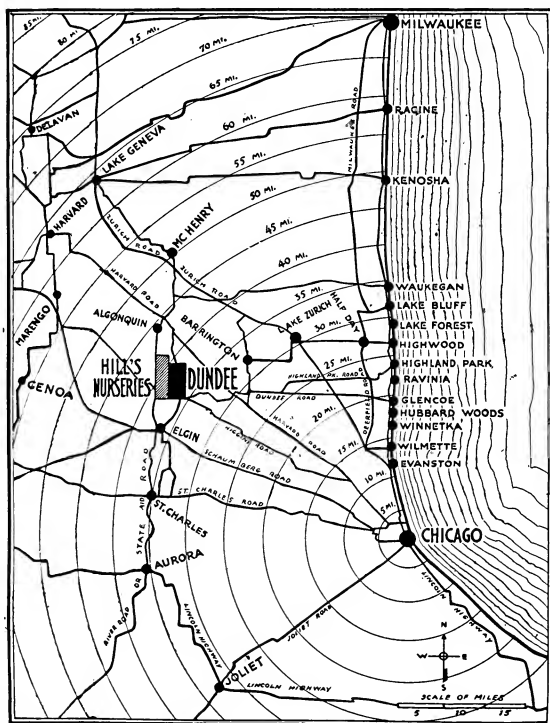 85 MI.
80 MI.
75 MI.
70 MI.
MILWAUKEE
65 MI.
RACINE
60 MI.
MILWAUKEE ROAD
DELAVAN
LAKE GENEVA
55 MI.
KENOSHA
50 MI.
HARVARD
ZURICH ROAD
MC HENRY
45 MI.
40 MI.
ZURICH ROAD
HARVARD ROAD
35 MI.
WAUKEGAN
LAKE BLUFF
MARENGO
ALGONQUIN
BARRINGTON
LAKE ZURICH
HALF DAY
30 MI.
LAKE FOREST
HIGHWOOD
HILL'S
NURSERIES
DUNDEE
25 MI.
HIGHLAND PK. ROAD
HIGHLAND PARK
RAVINIA
GENOA
DUNDEE ROAD
DEERFIELD ROAD
GLENCOE
HUBBARD WOODS
20 MI.
WINNETKA
ELGIN
HIGGINS ROAD
HARVARD ROAD
15 MI.
WILMETTE
SCHAUMBERG ROAD
10 MI.
EVANSTON
ST. CHARLES ROAD
5 MI.
ST. CHARLES
CHICAGO
STATE AID ROAD
OR
RIVER ROAD
AURORA
LINCOLN HIGHWAY
JOLIET ROAD
LINCOLN HIGHWAY
JOLIET
LINCOLN HIGHWAY
N
W E
S
SCALE OF MILES
5 10 15